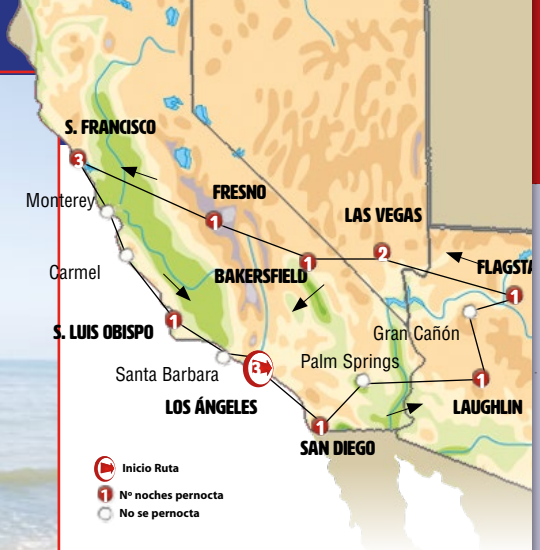 S. FRANCISCO
3
Monterey
FRESNO
1
LAS VEGAS
2
Carmel
BAKERSFIELD
1
FLAGSTA
1
S. LUIS OBISPO
1
Gran Cañón
Santa Barbara
3
Palm Springs
LOS ÁNGELES
1
LAUGHLIN
1
SAN DIEGO
Inicio Ruta
1 Nº noches pernocta
No se pernocta